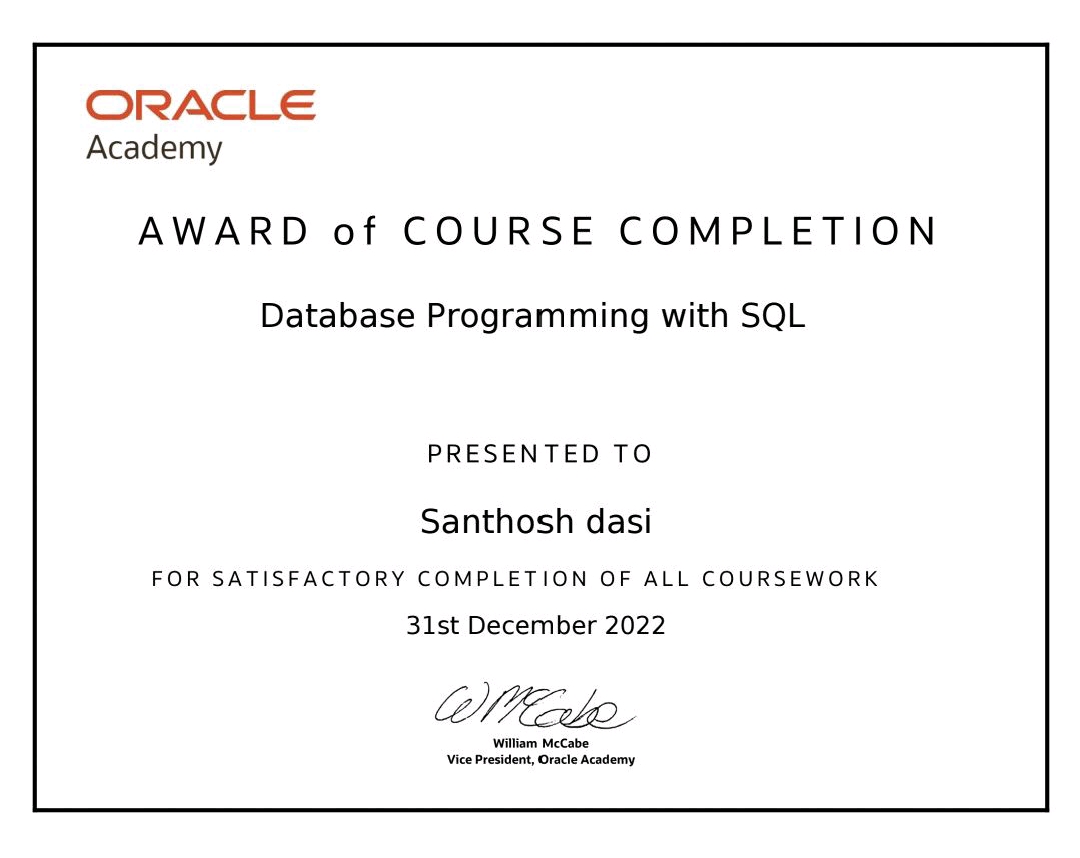 ORACLE
Academy
AWARD of COURSE COMPLETION
Database Programming with SQL
PRESENTED TO
Santhosh dasi
FOR SATISFACTORY COMPLETION OF ALL COURSEWORK
31st December 2022
W McCabe
William McCabe
Vice President, Oracle Academy